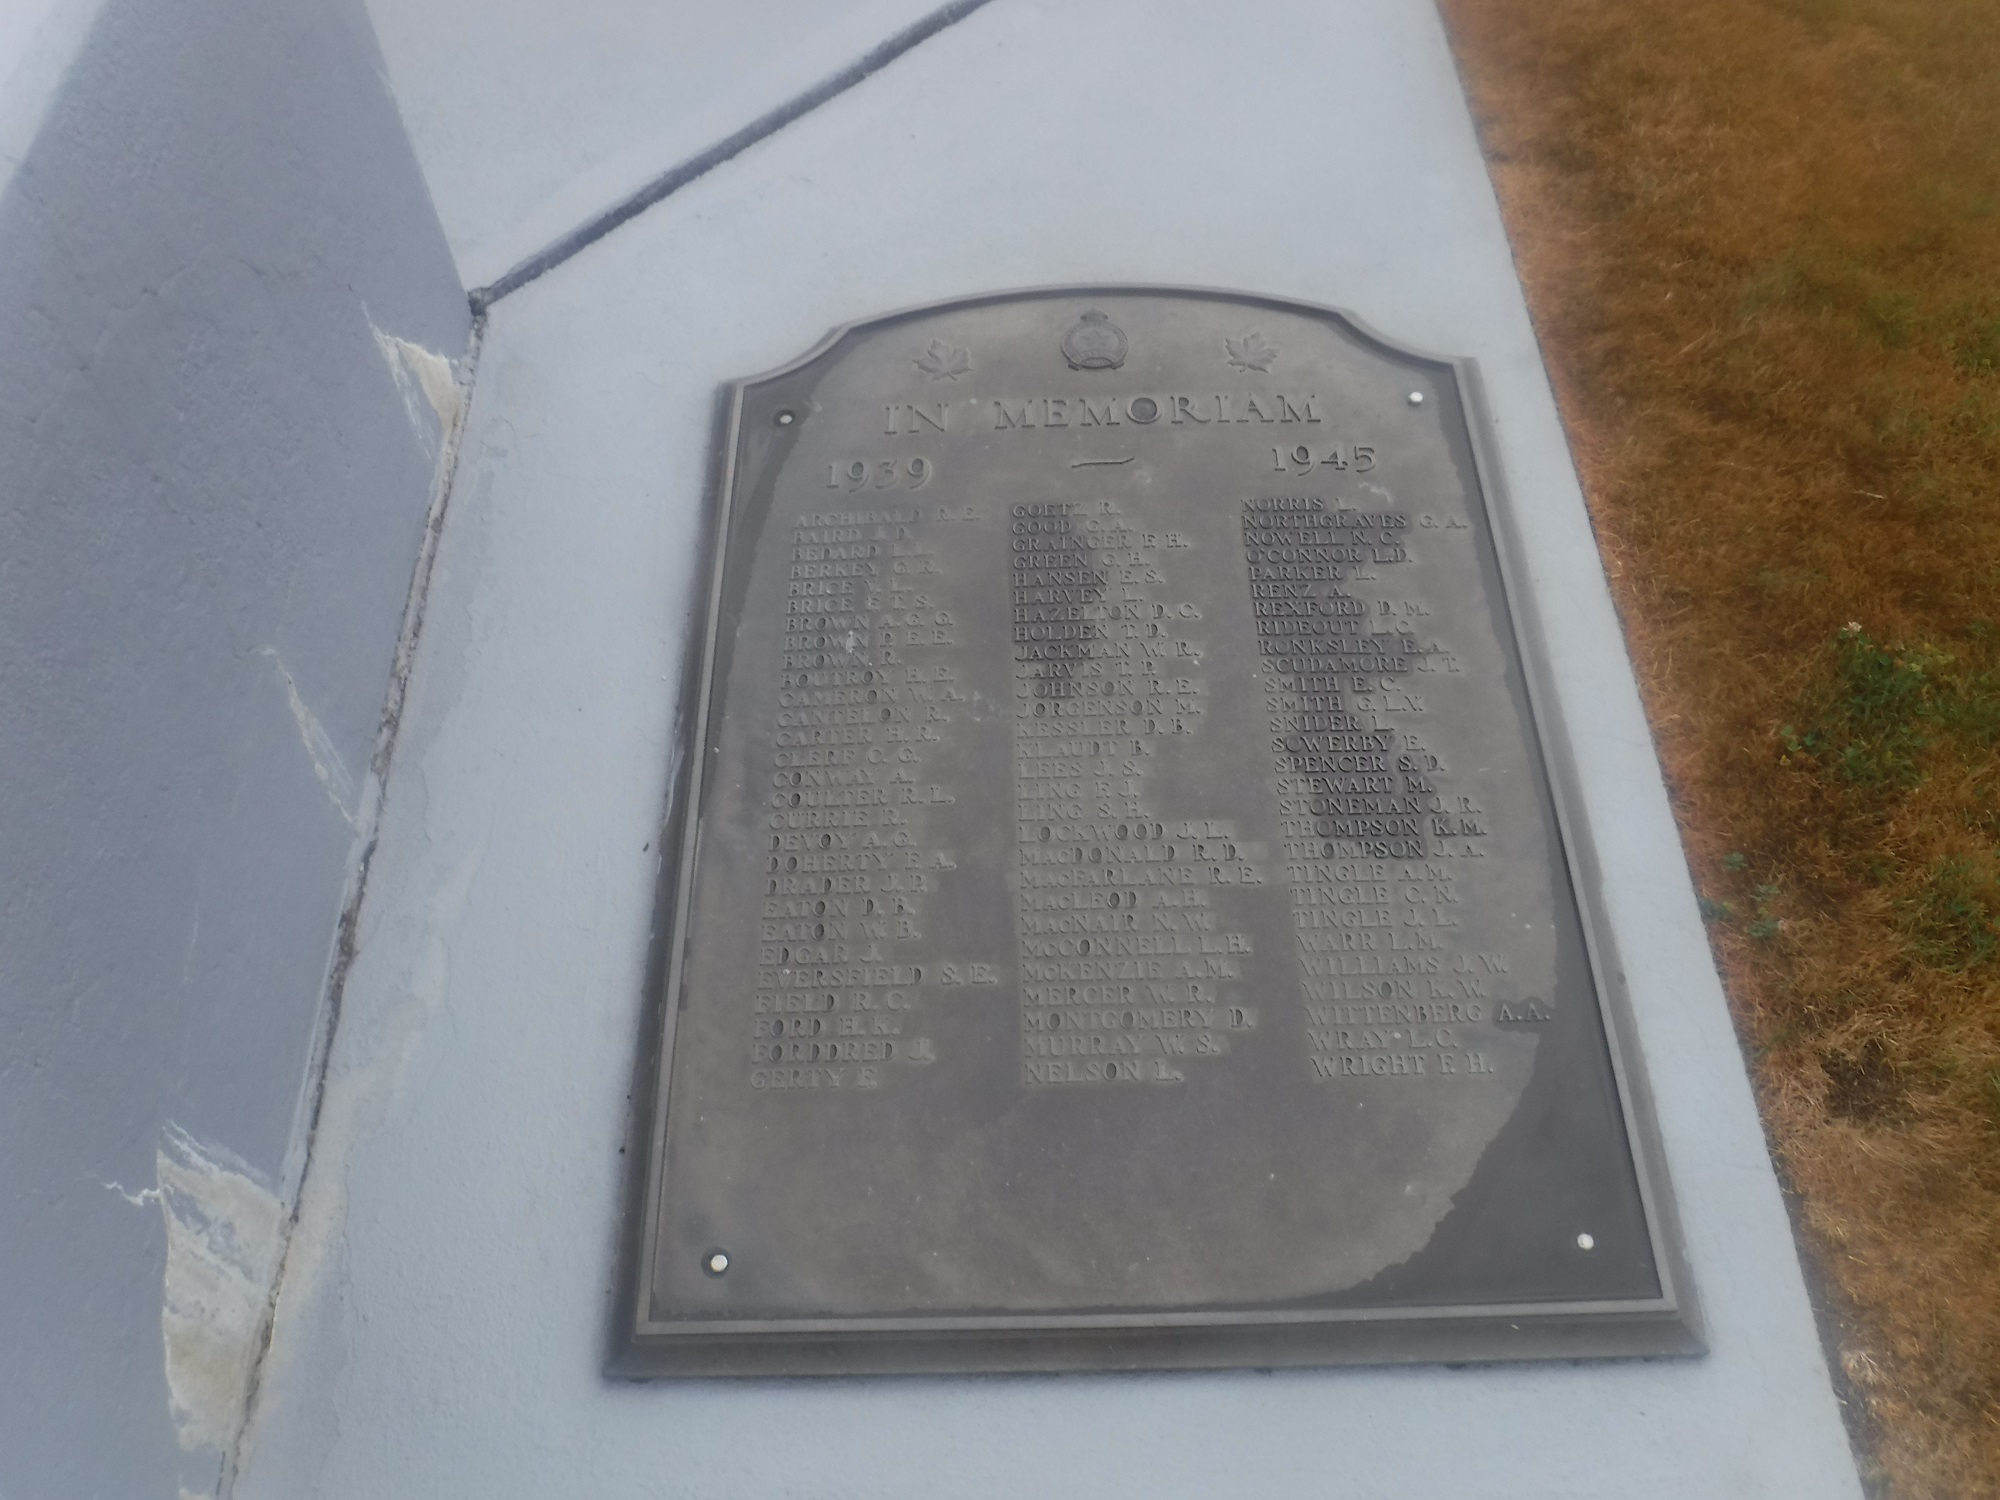 IN MEMORIAM
1939 — 1945
ARCHIBALD R. E.
BAIRD J. D.
BEDARD L. L.
BERKEY G. R.
BRICE V. L.
BRICE F. T. S.
BROWN A. G. G.
BROWN P. E. E.
BROWN R.
BOUTROY H. E.
CAMERON W. A.
CANTELON R.
CARTER H. R.
CLERF C. G.
CONWAY A.
COULTER R. L.
CURRIE R.
DEVOY A. G.
DOHERTY F. A.
DRADER J. P.
EATON D. B.
EATON W. B.
EDGAR J.
EVERSFIELD S. E.
FIELD R. C.
FORD H. K.
FORDDRED J.
GERTY F.
GOETZ R.
GOOD G. A.
GRAINGER F. H.
GREEN G. H.
HANSEN E. S.
HARVEY L.
HAZELTON D. C.
HOLDEN T. D.
JACKMAN W. R.
JARVIS T. P.
JOHNSON R. E.
JORGENSON M.
KESSLER D. B.
KLAUDT B.
LEES J. S.
LING F. J.
LING S. H.
LOCKWOOD J. L.
MACDONALD R. D.
MACFARLANE R. E.
MACLEOD A. H.
MACNAIR N. W.
MCCONNELL L. H.
MCKENZIE A. M.
MERCER W. R.
MONTGOMERY D.
MURRAY W. S.
NELSON L.
NORRIS L.
NORTHGRAVES G. A.
NOWELL N. C.
O'CONNOR L. D.
PARKER L.
RENZ A.
REXFORD D. M.
RIDEOUT L. C.
RONKSLEY E. A.
SCUDAMORE J. T.
SMITH E. C.
SMITH G. L. V.
SNIDER L.
SOWERBY E.
SPENCER S. D.
STEWART M.
STONEMAN J. R.
THOMPSON K. M.
THOMPSON J. A.
TINGLE A. M.
TINGLE C. N.
TINGLE J. L.
WARR L. M.
WILLIAMS J. W.
WILSON K. W.
WITTENBERG A. A.
WRAY L. C.
WRIGHT F. H.